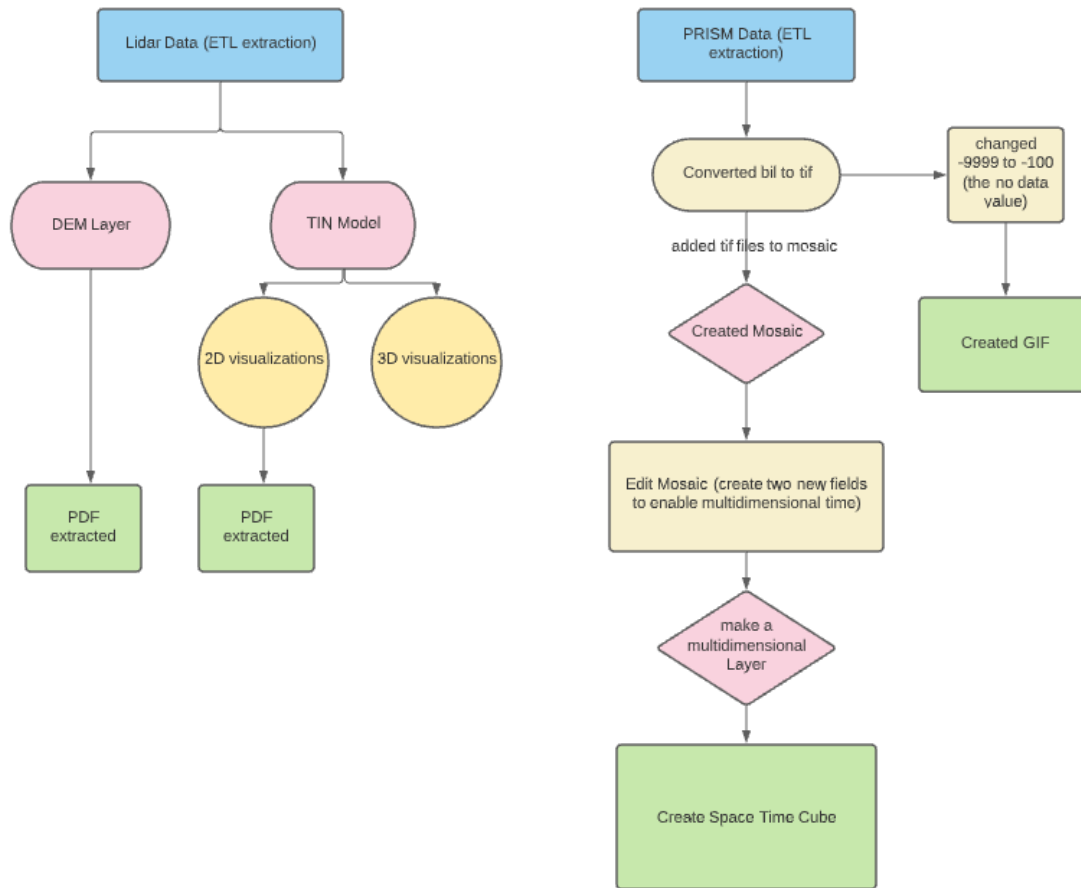 Lidar Data (ETL extraction)
DEM Layer
TIN Model
2D visualizations
3D visualizations
PDF
extracted
PDF
extracted
PRISM Data (ETL
extraction)
Converted bil to tif
changed
-9999 to -100
(the no data
value)
added tif files to mosaic
Created Mosaic
Created GIF
Edit Mosaic (create two new fields
to enable multidimensional time)
make a
multidimensional
Layer
Create Space Time Cube